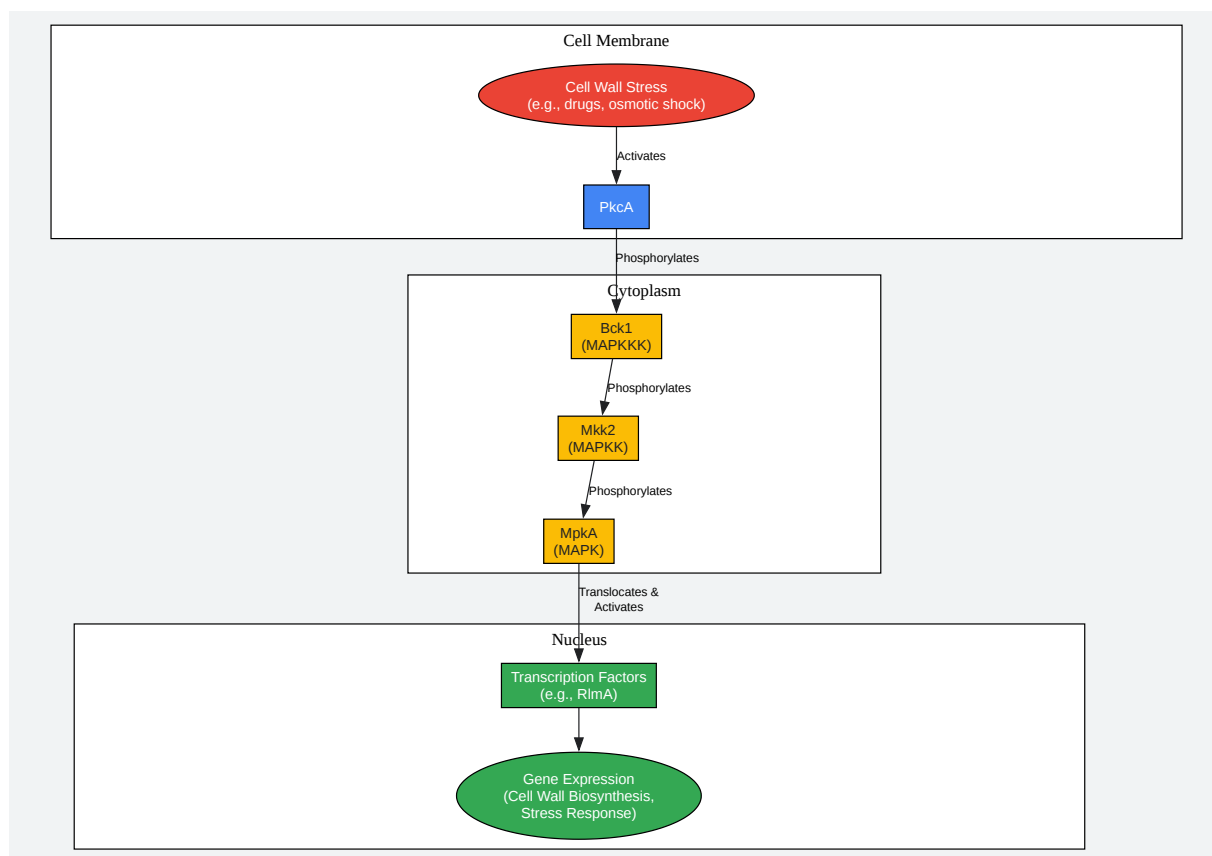 Cell Membrane
Cell Wall Stress
(e.g., drugs, osmotic shock)
Activates
PkcA
Phosphorylates
Cytoplasm
Bck1
(MAPKKK)
Phosphorylates
Mkk2
(MAPKK)
Phosphorylates
MpkA
(MAPK)
Translocates &
Activates
Nucleus
Transcription Factors
(e.g., RlmA)
Gene Expression
(Cell Wall Biosynthesis,
Stress Response)